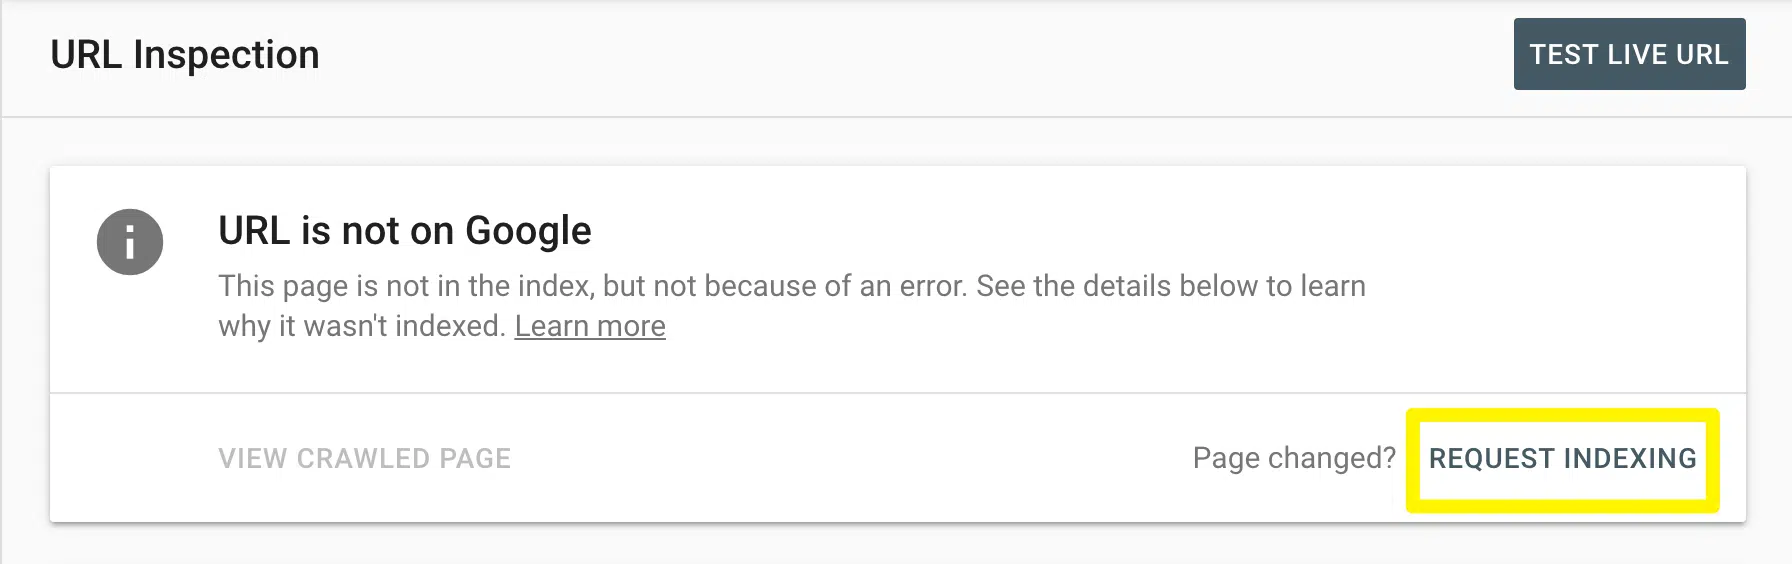 URL Inspection
TEST LIVE URL
URL is not on Google
This page is not in the index, but not because of an error. See the details below to learn
why it wasn't indexed. Learn more
VIEW CRAWLED PAGE
Page changed? REQUEST INDEXING